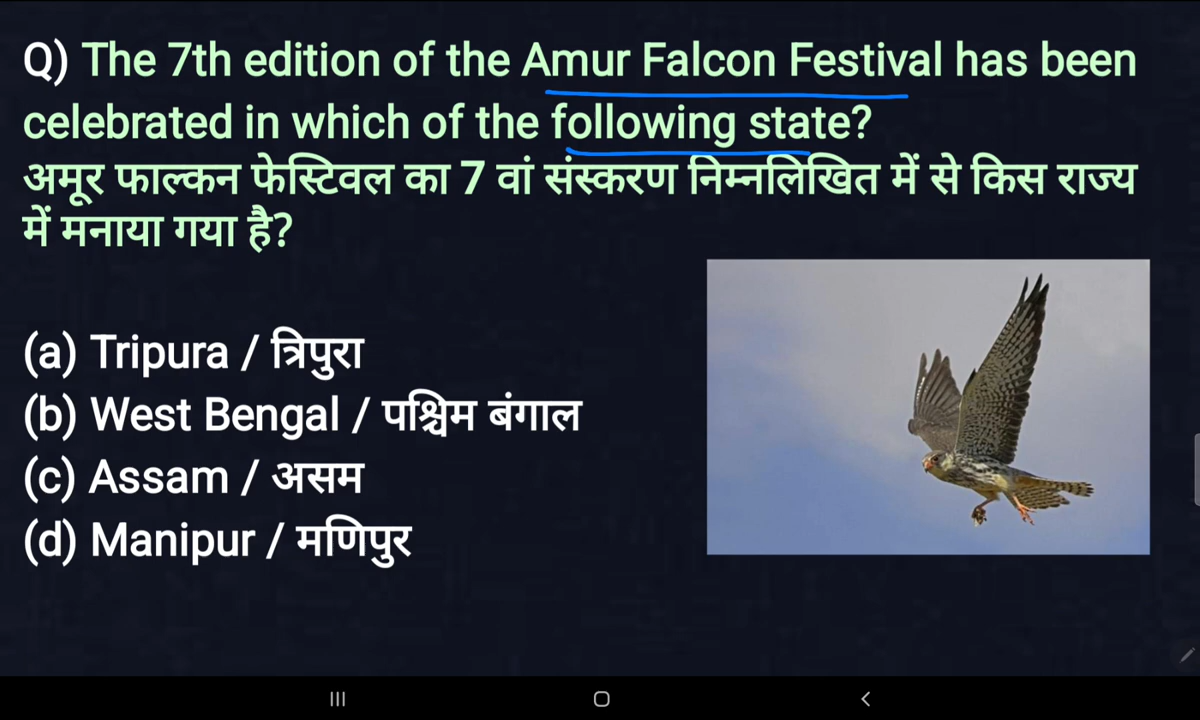 Q) The 7th edition of the Amur Falcon Festival has been
celebrated in which of the following state?
अमूर फाल्कन फेस्टिवल का 7 वां संस्करण निम्नलिखित में से किस राज्य
में मनाया गया है?
(a) Tripura / त्रिपुरा
(b) West Bengal / पश्चिम बंगाल
(c) Assam / असम
(d) Manipur / मणिपुर